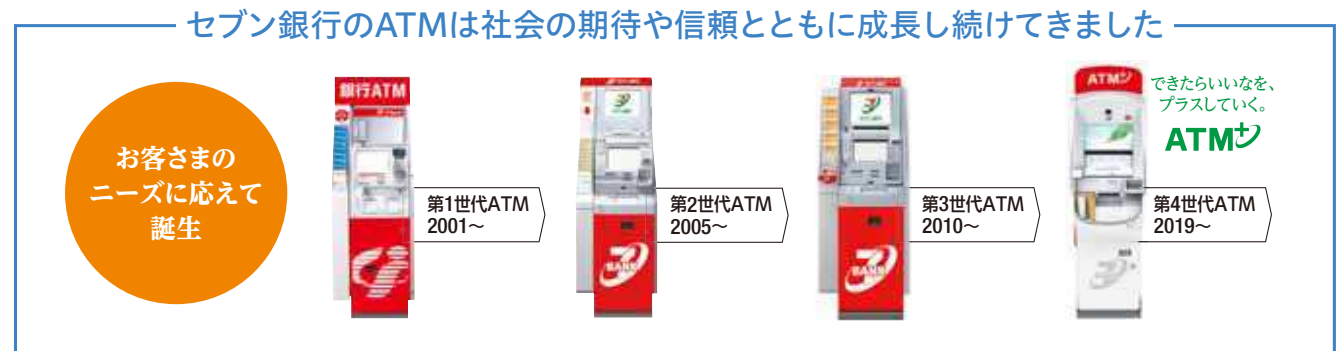 セブン銀行のATMは社会の期待や信頼とともに成長し続けてきました
お客さまの
ニーズに応えて
誕生
銀行ATM
第1世代ATM
2001〜
BANK
第2世代ATM
2005〜
BANK
第3世代ATM
2010〜
ATM
できたらいいなを、
プラスしていく。
ATM+
第4世代ATM
2019〜